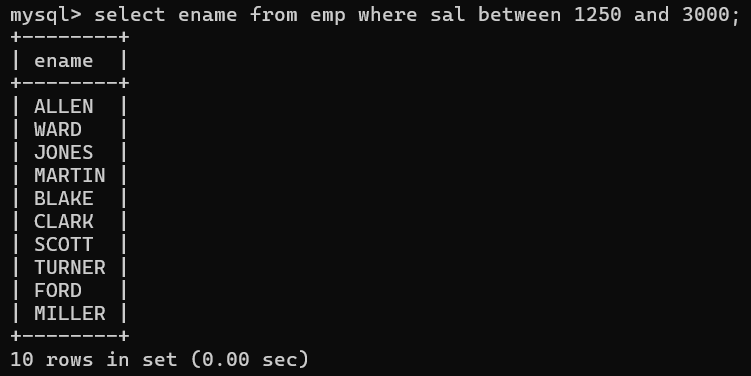 mysql> select ename from emp where sal between 1250 and 3000;
+--------+
| ename  |
+--------+
| ALLEN  |
| WARD   |
| JONES  |
| MARTIN |
| BLAKE  |
| CLARK  |
| SCOTT  |
| TURNER |
| FORD   |
| MILLER |
+--------+
10 rows in set (0.00 sec)